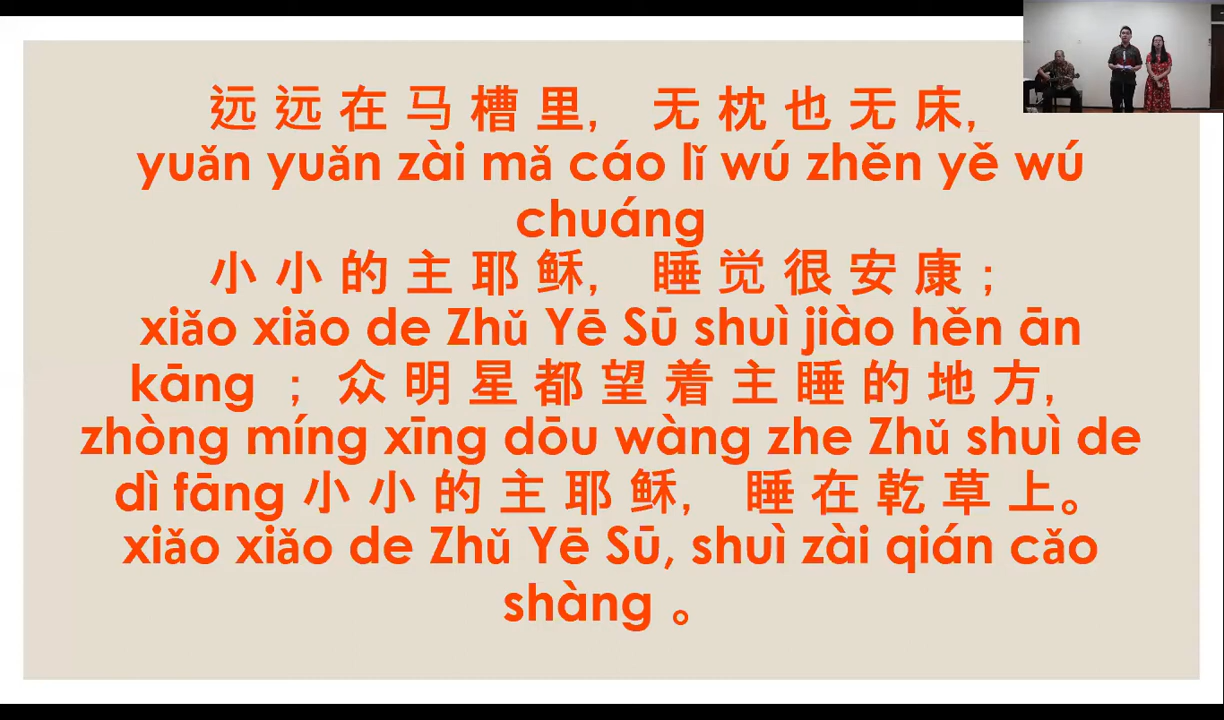 远 远 在 马 槽 里, 无 枕 也 无 床,
yuǎn yuǎn zài mǎ cáo lǐ wú zhěn yě wú
chuáng
小 小 的 主 耶 稣, 睡 觉 很 安 康 ;
xiǎo xiǎo de Zhǔ Yē Sū shuì jiào hěn ān
kāng ; 众 明 星 都 望 着 主 睡 的 地 方,
zhòng míng xīng dōu wàng zhe Zhǔ shuì de
dì fāng 小 小 的 主 耶 稣, 睡 在 乾 草 上。
xiǎo xiǎo de Zhǔ Yē Sū, shuì zài qián cǎo
shàng 。